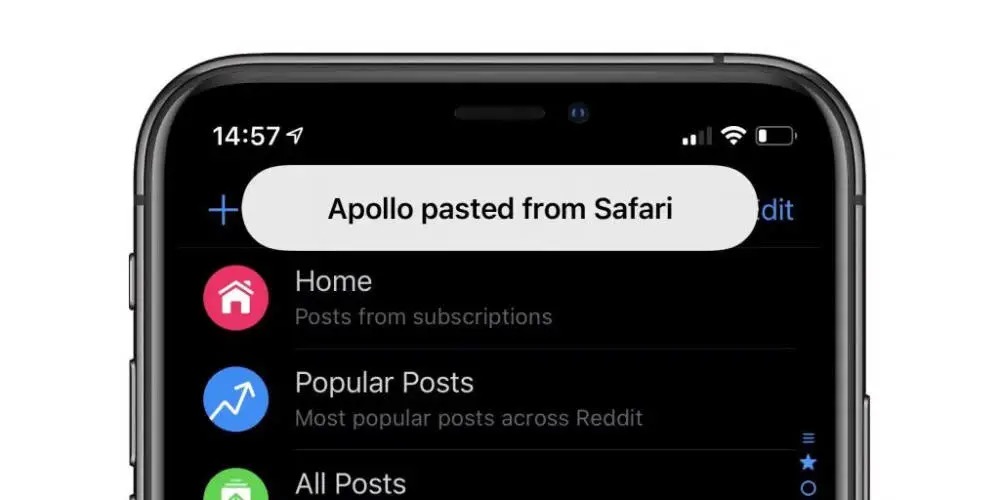 14:57
Apollo pasted from Safari
dit
Home
Posts from subscriptions
Popular Posts
Most popular posts across Reddit
All Posts